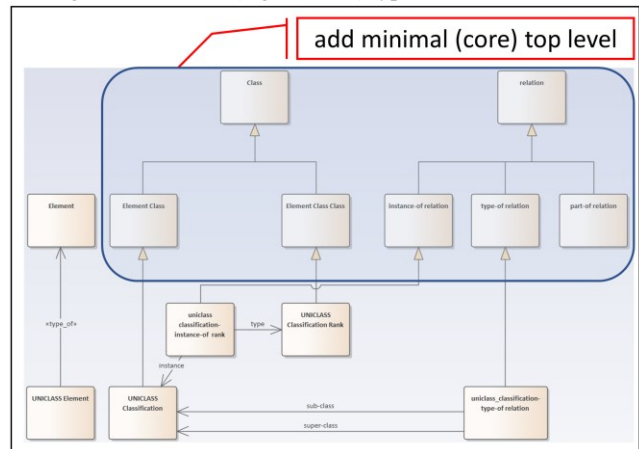 add minimal (core) top level
Class
relation
Element
Element Class
Element Class Class
instance-of relation
type-of relation
part-of relation
«type_of»
uniclass
classification-
instance-of rank
type
UNICLASS
Classification Rank
instance
UNICLASS Element
UNICLASS
Classification
sub-class
super-class
uniclass_classification-
type-of relation